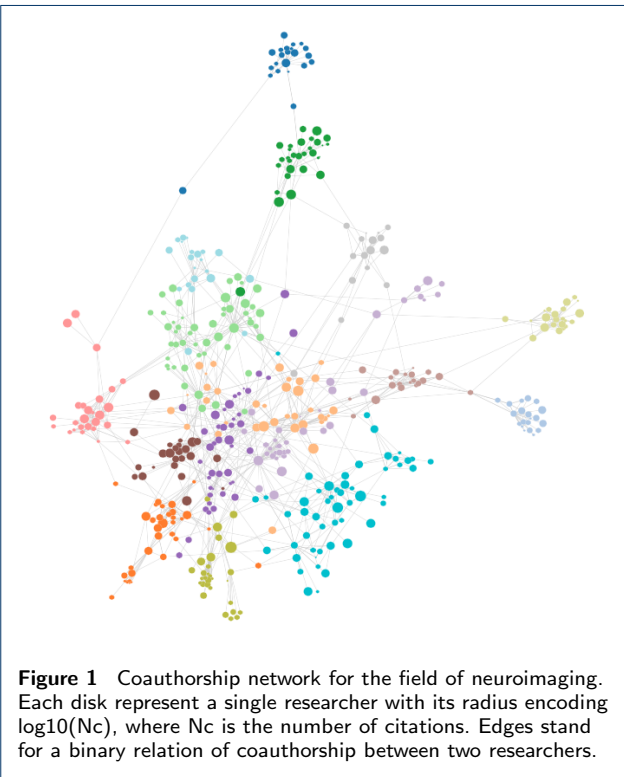 Figure 1 Coauthorship network for the field of neuroimaging.
Each disk represent a single researcher with its radius encoding
log10(Nc), where Nc is the number of citations. Edges stand
for a binary relation of coauthorship between two researchers.